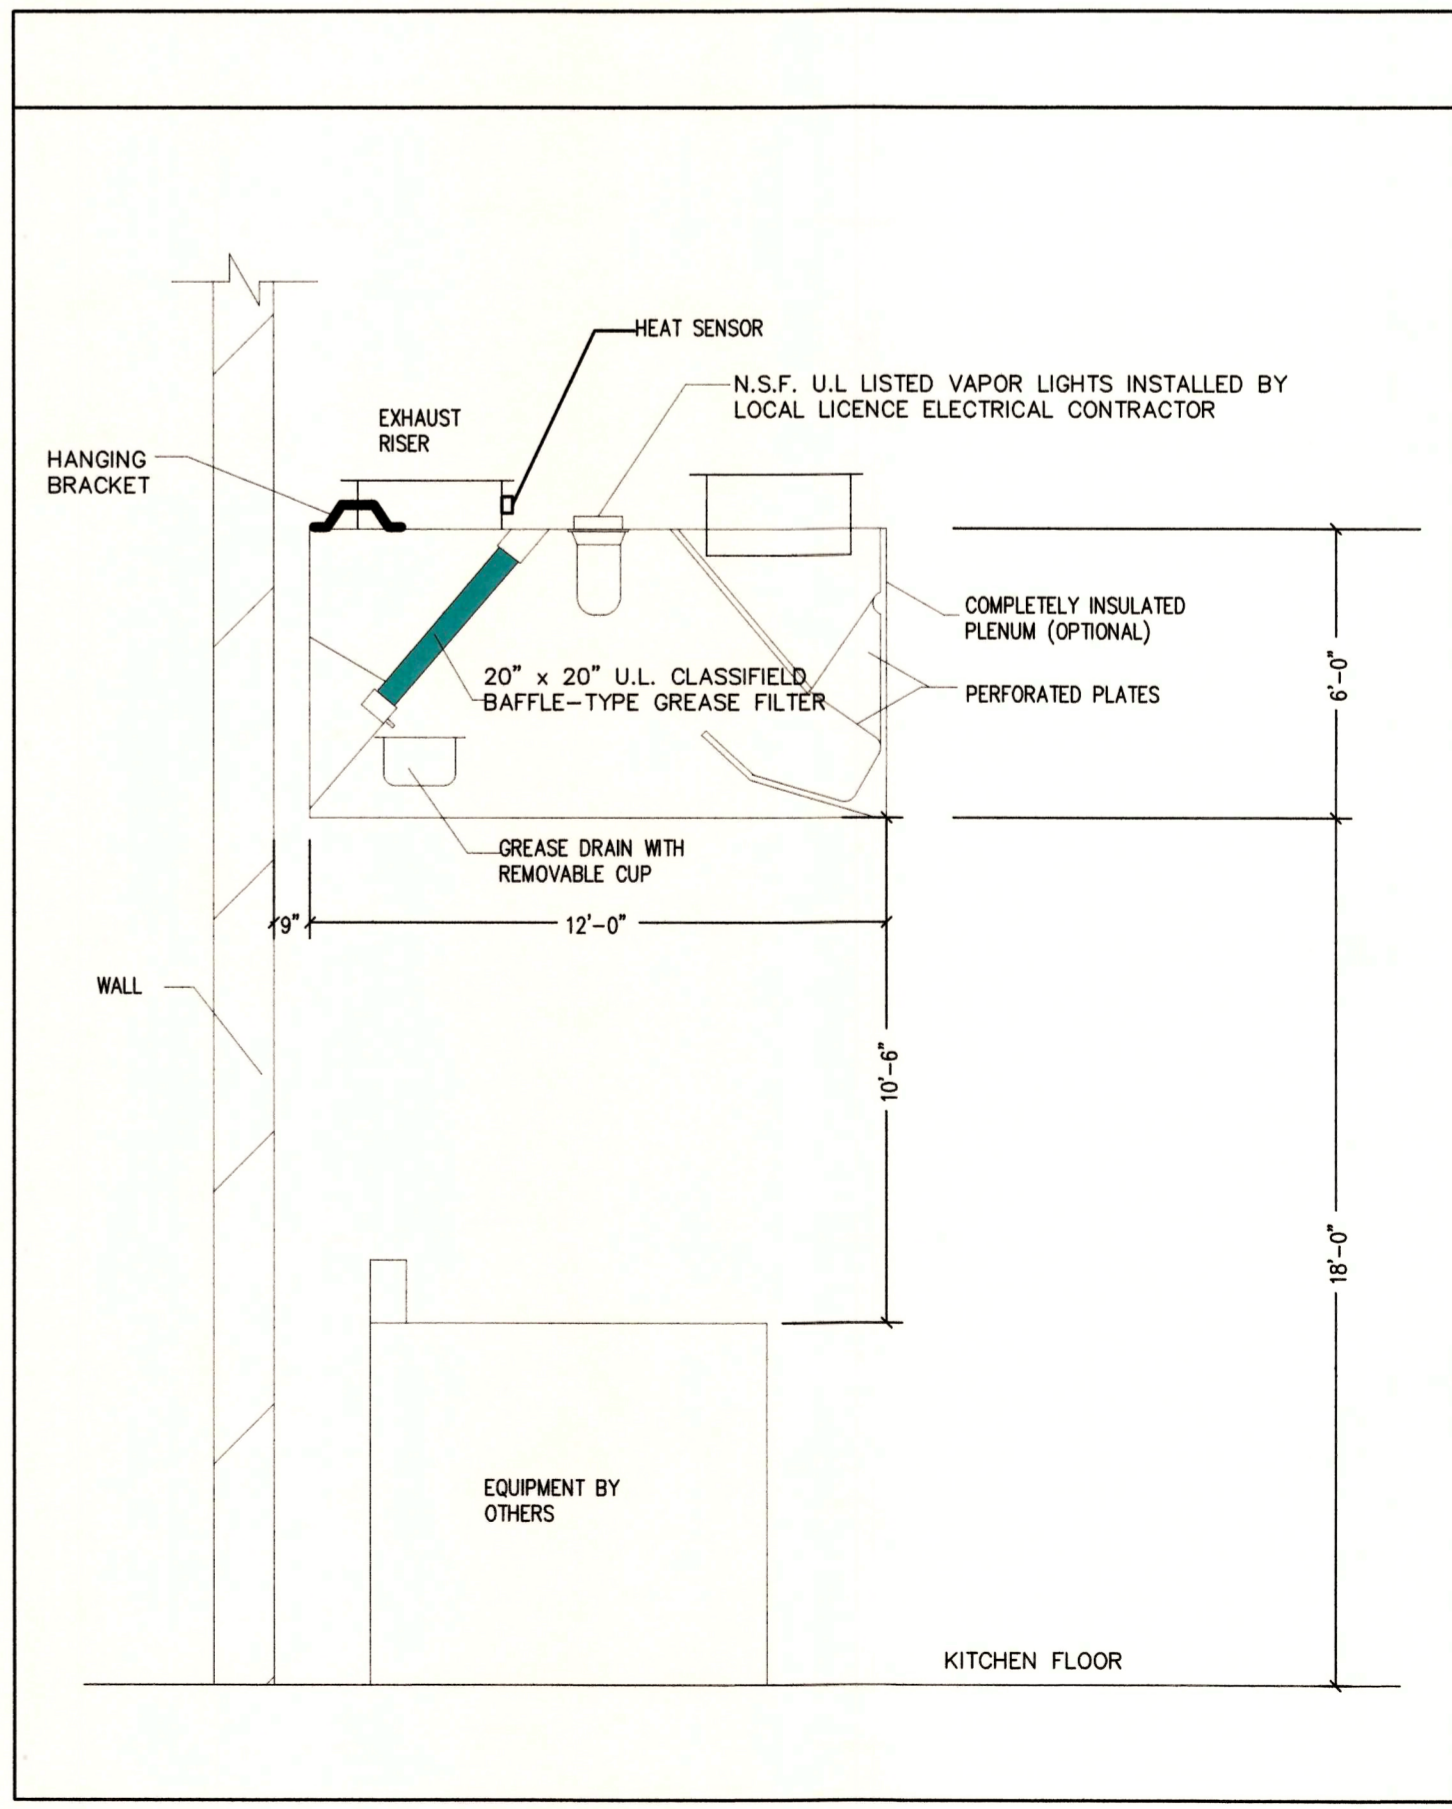 HEAT SENSOR
N.S.F. U.L LISTED VAPOR LIGHTS INSTALLED BY
LOCAL LICENCE ELECTRICAL CONTRACTOR
EXHAUST
RISER
HANGING
BRACKET
COMPLETELY INSULATED
PLENUM (OPTIONAL)
20" x 20" U.L. CLASSIFIELD
BAFFLE-TYPE GREASE FILTER
PERFORATED PLATES
6'-0"
GREASE DRAIN WITH
REMOVABLE CUP
9"
12'-0"
WALL
10'-6"
18'-0"
EQUIPMENT BY
OTHERS
KITCHEN FLOOR